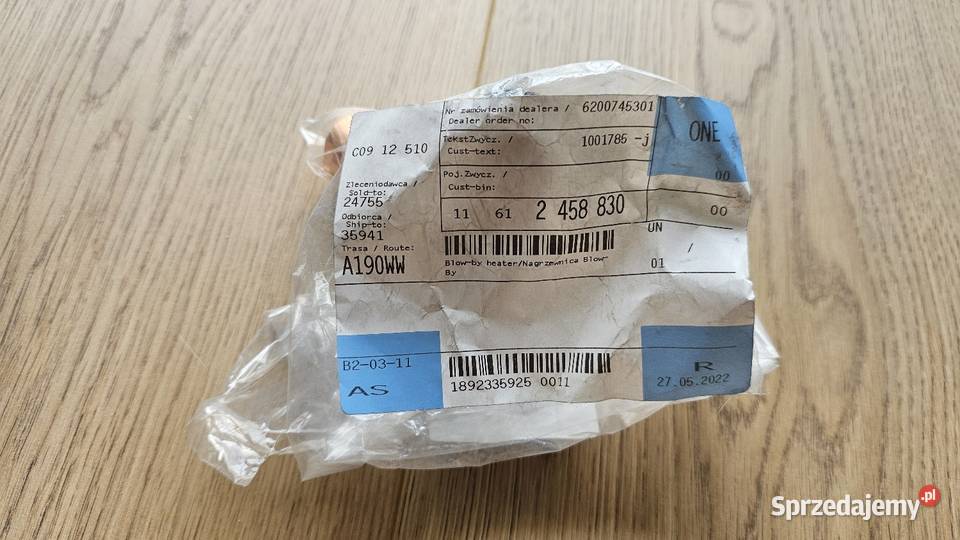 C09 12 510
Nr zamówienia dealera / 6200745301
Dealer order no:
ONE
TekstZwycz. / 1001785 -j
Cust-text:
Poj.Zwycz. /
Cust-bin:
00
Zleceniodawca /
Sold-to:
24755
Odbiorca /
Ship-to:
35941
Trasa / Route:
A190WW
11 61 2 458 830
00
UN
/
01
Blow-by heater/Nagrzewnica Blow-
By
B2-03-11
AS
1892335925 0011
R
27.05.2022
Sprzedajemy.pl